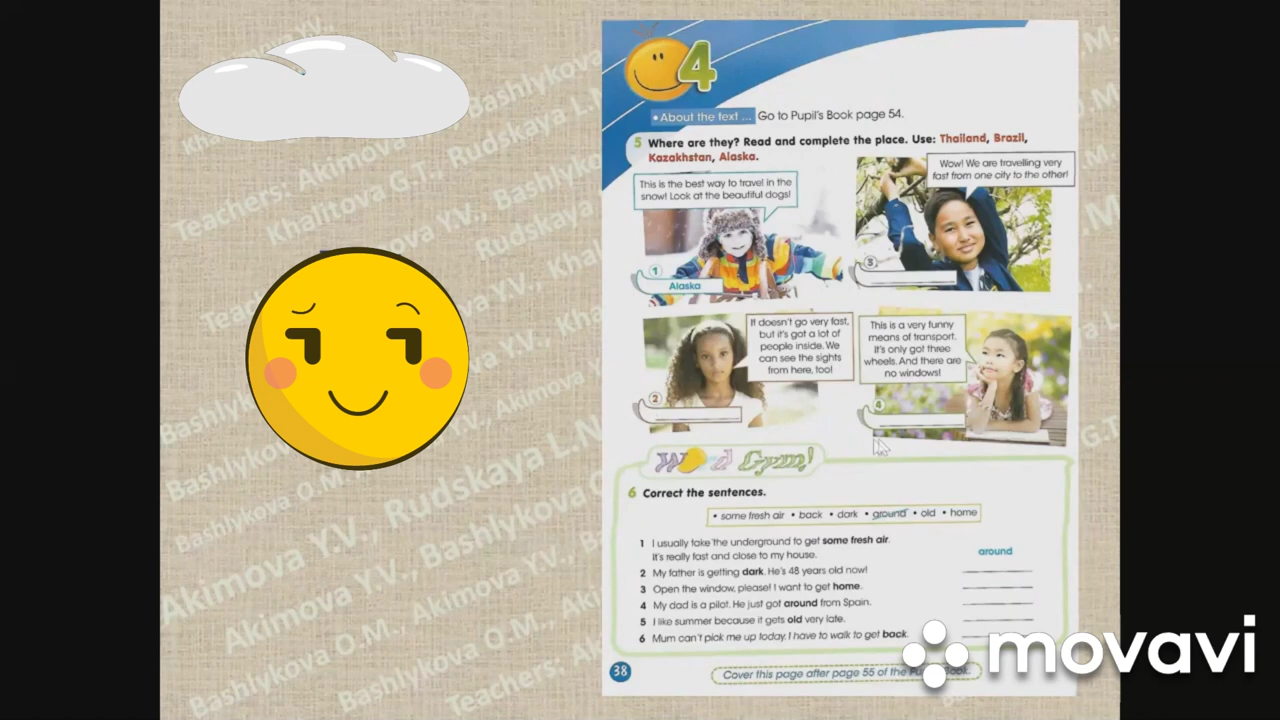 4
• About the text ... Go to Pupil's Book page 54.
5 Where are they? Read and complete the place. Use: Thailand, Brazil,
Kazakhstan, Alaska.
This is the best way to travel in the
snow! Look at the beautiful dogs!
1
Alaska
Wow! We are travelling very
fast from one city to the other!
3
It doesn't go very fast,
but it's got a lot of
people inside. We
can see the sights
from here, too!
2
This is a very funny
means of transport.
It's only got three
wheels. And there are
no windows!
4
Word Gym!
6 Correct the sentences.
• some fresh air • back • dark • around • old • home
1 I usually take the underground to get some fresh air.
It's really fast and close to my house.
around
2 My father is getting dark. He's 48 years old now!
3 Open the window, please! I want to get home.
4 My dad is a pilot. He just got around from Spain.
5 I like summer because it gets old very late.
6 Mum can't pick me up today. I have to walk to get back.
38
Cover this page after page 55 of the Pupil's Book.
movavi
Akimova Y.V., Rudskaya L.N.
Bashlykova O.M., Akimova Y.V.
Teachers: Akimova